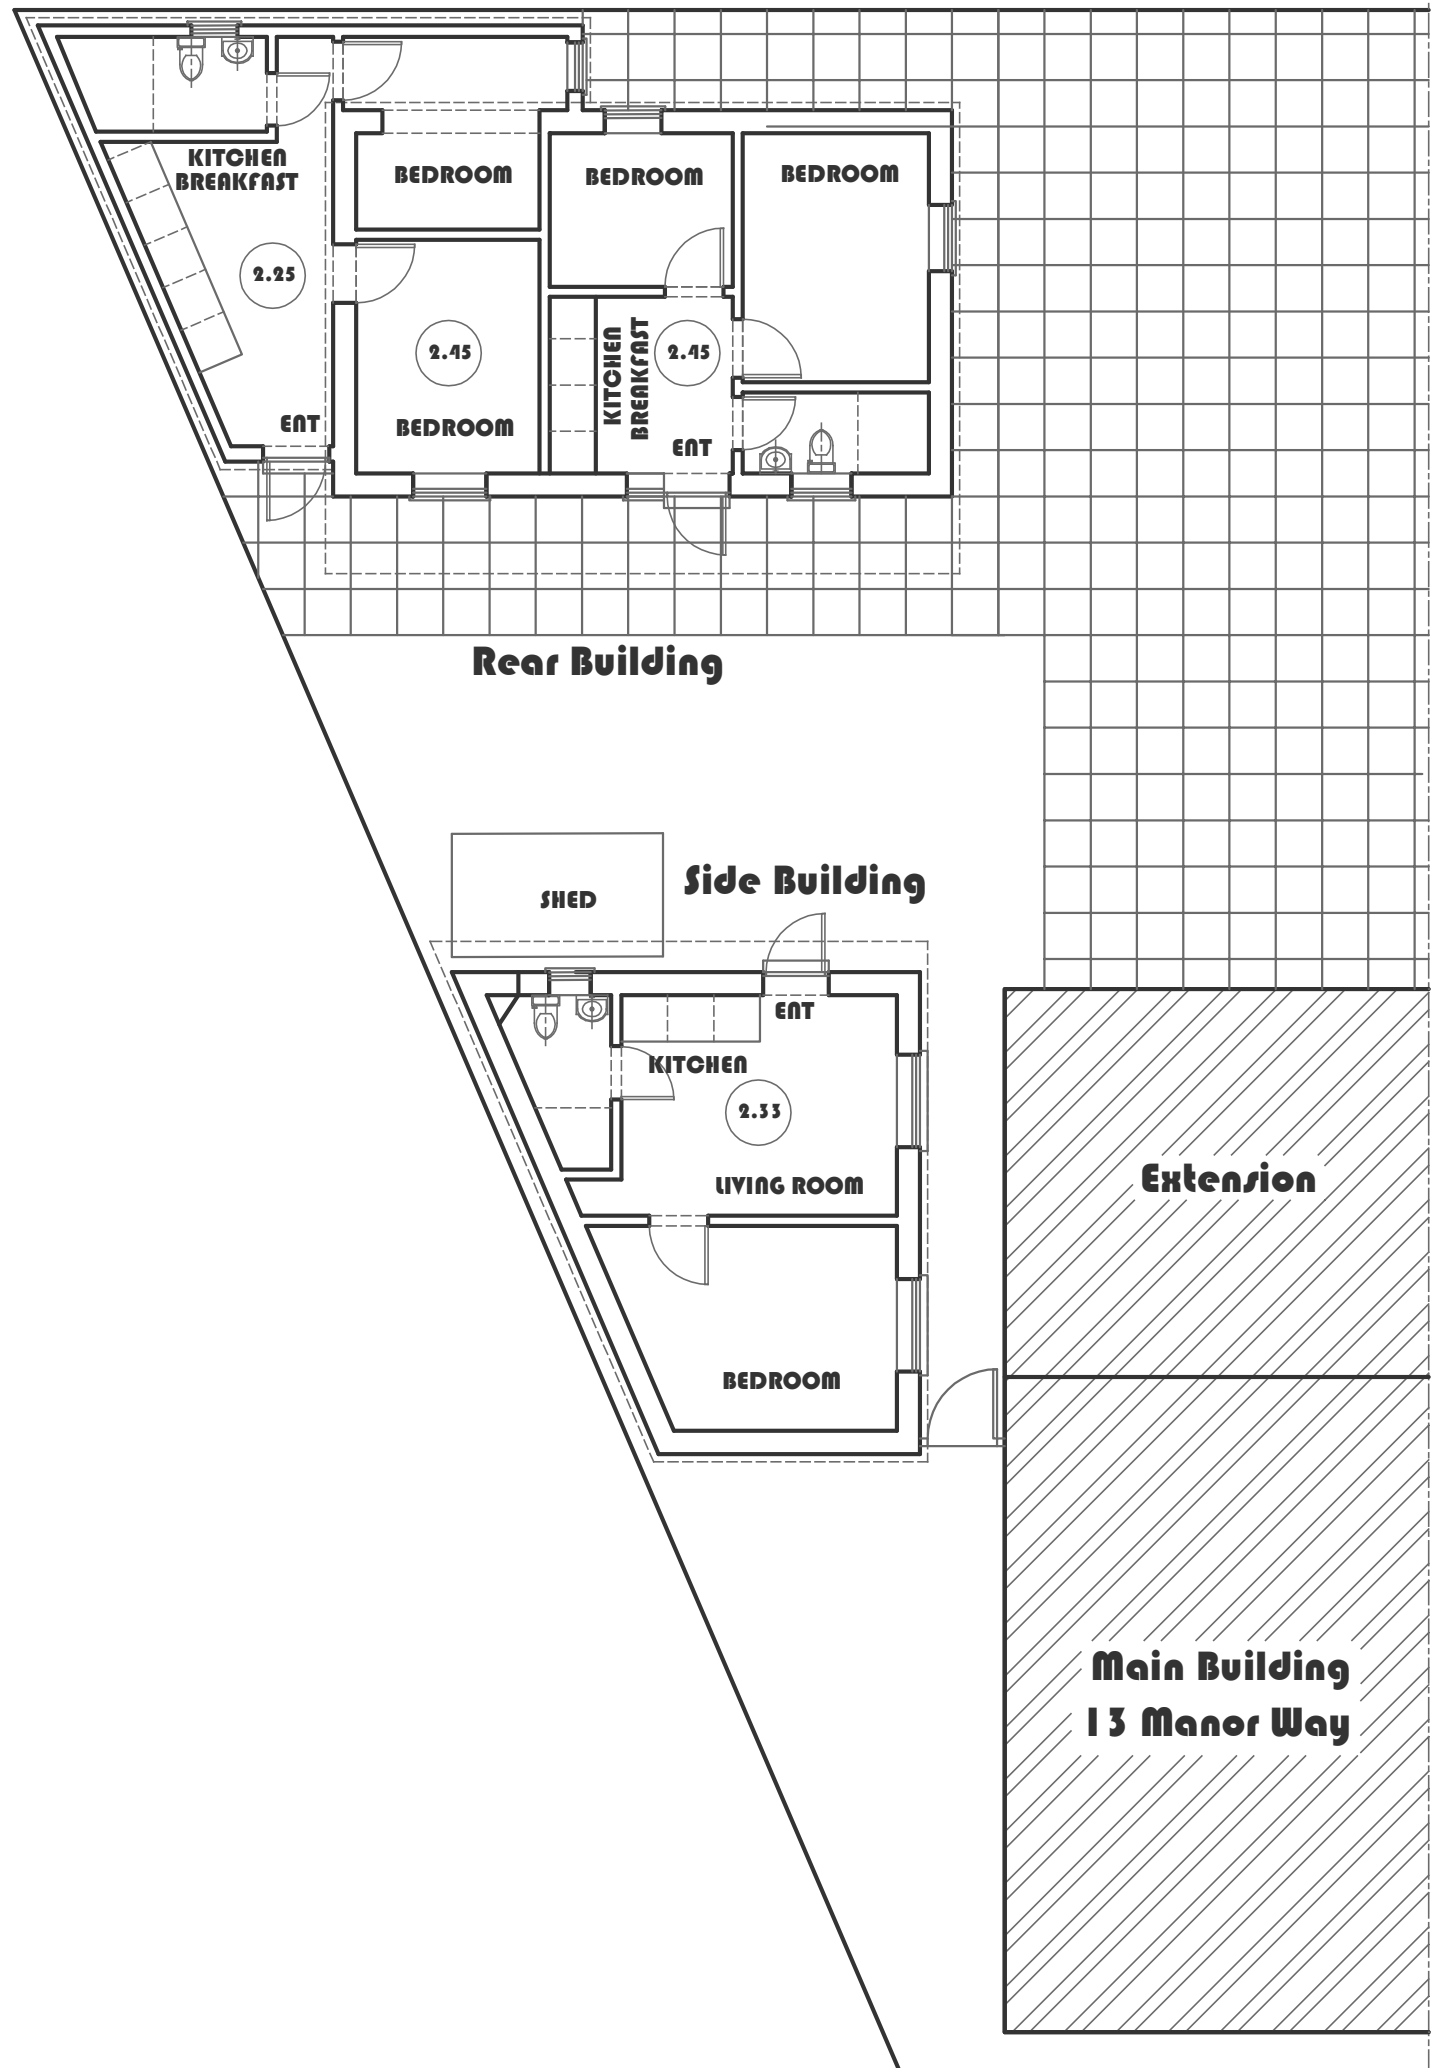 KITCHEN
BREAKFAST
BEDROOM
BEDROOM
BEDROOM
2.25
2.45
KITCHEN
BREAKFAST
2.45
ENT
BEDROOM
ENT
Rear Building
Side Building
SHED
ENT
KITCHEN
2.33
LIVING ROOM
Extension
BEDROOM
Main Building
13 Manor Way